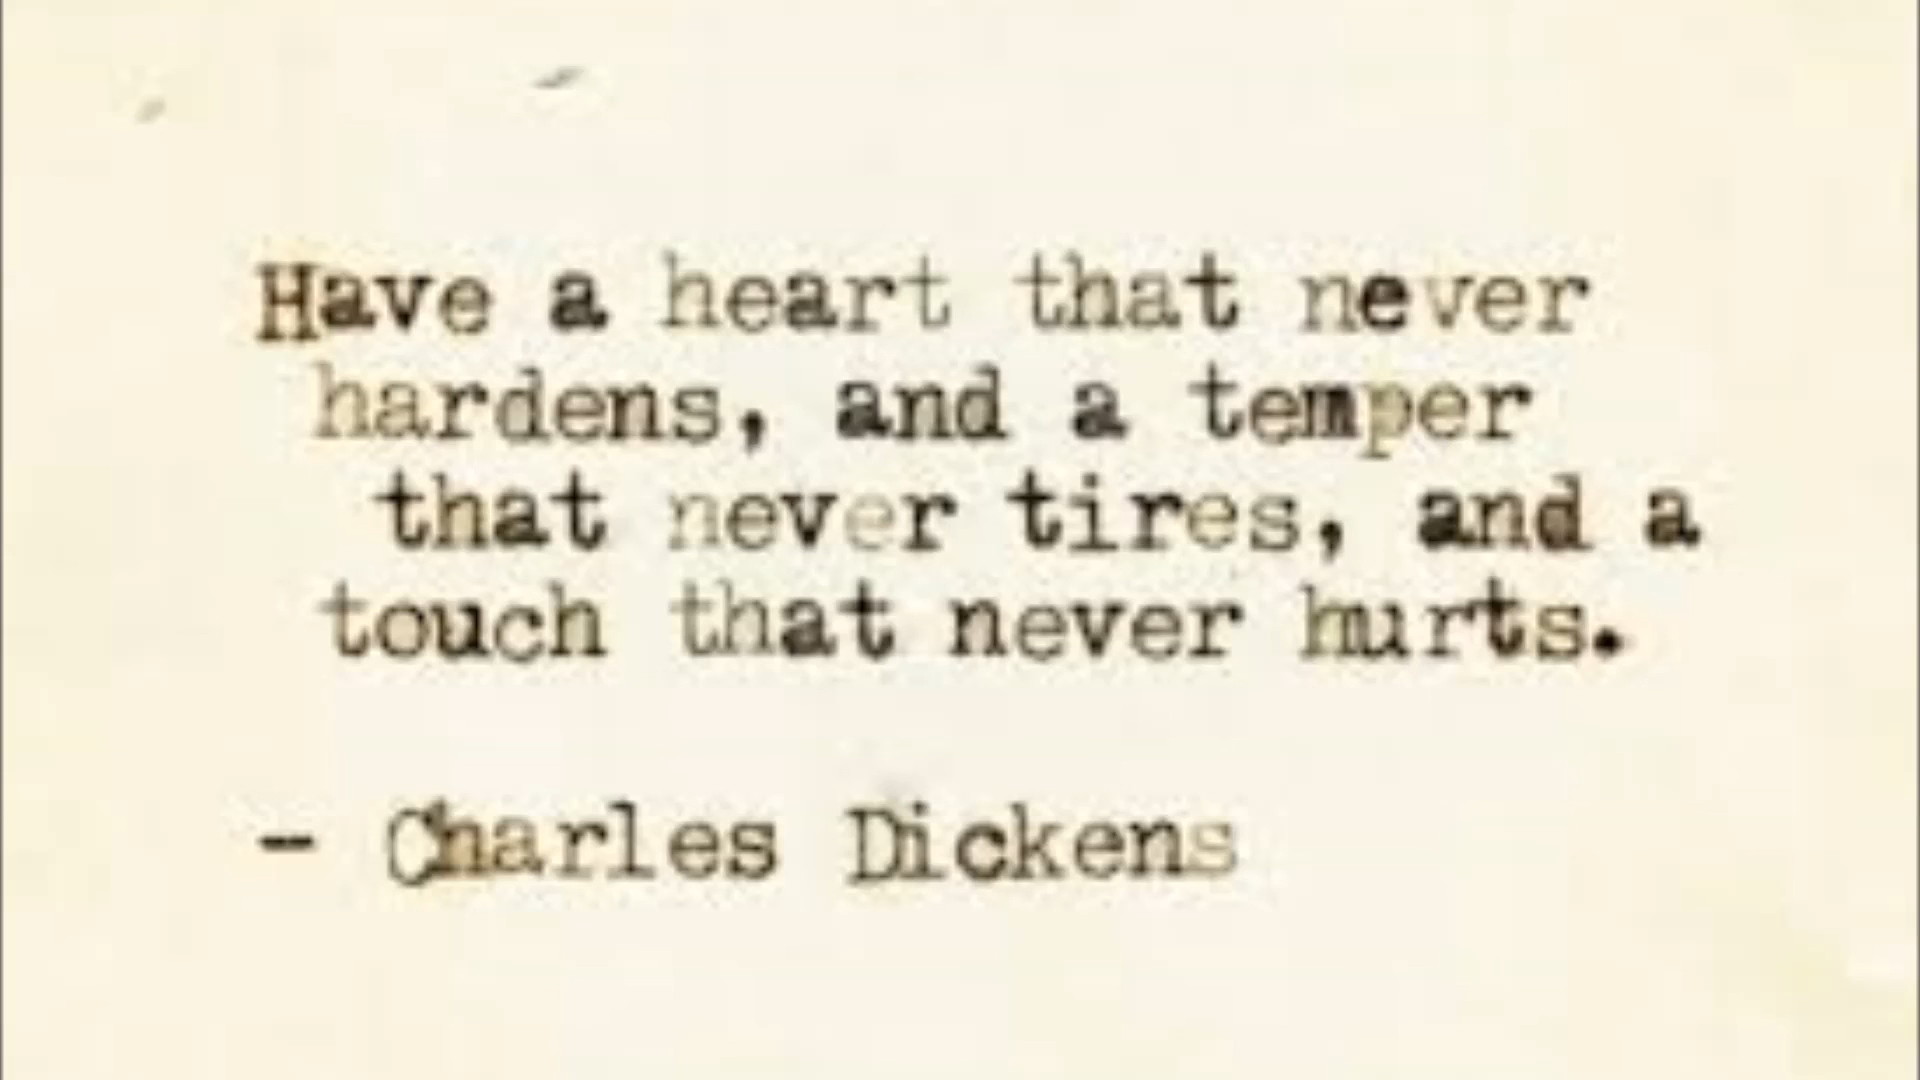 Have a heart that never
hardens, and a temper
that never tires, and a
touch that never hurts.
- Charles Dickens